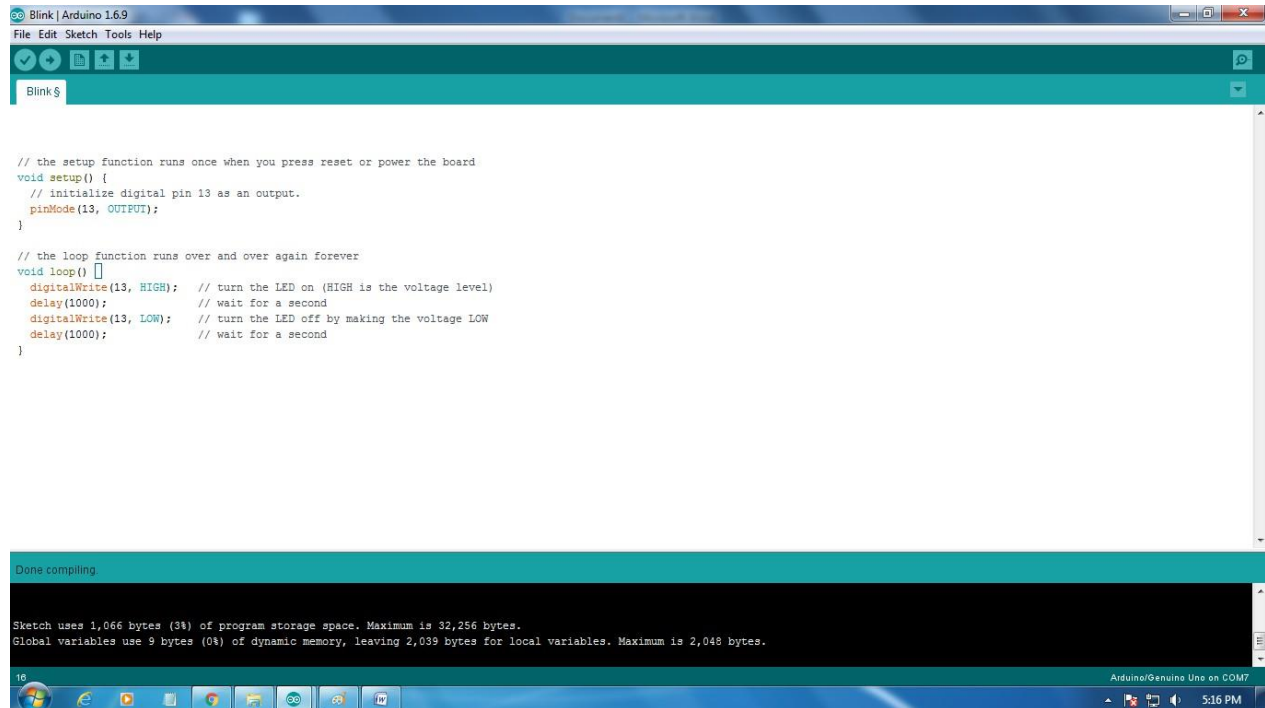 Blink | Arduino 1.6.9
File Edit Sketch Tools Help
Blink §
// the setup function runs once when you press reset or power the board
void setup() {
  // initialize digital pin 13 as an output.
  pinMode(13, OUTPUT);
}
// the loop function runs over and over again forever
void loop() {
  digitalWrite(13, HIGH);   // turn the LED on (HIGH is the voltage level)
  delay(1000);              // wait for a second
  digitalWrite(13, LOW);    // turn the LED off by making the voltage LOW
  delay(1000);              // wait for a second
}
Done compiling.
Sketch uses 1,066 bytes (3%) of program storage space. Maximum is 32,256 bytes.
Global variables use 9 bytes (0%) of dynamic memory, leaving 2,039 bytes for local variables. Maximum is 2,048 bytes.
16 Arduino/Genuino Uno on COM7
5:16 PM